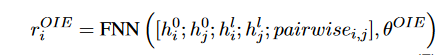 r_i^{OIE} = FNN([h_i^0; h_j^0; h_i^l; h_j^l; pairwise_{i,j}], θ^{OIE})